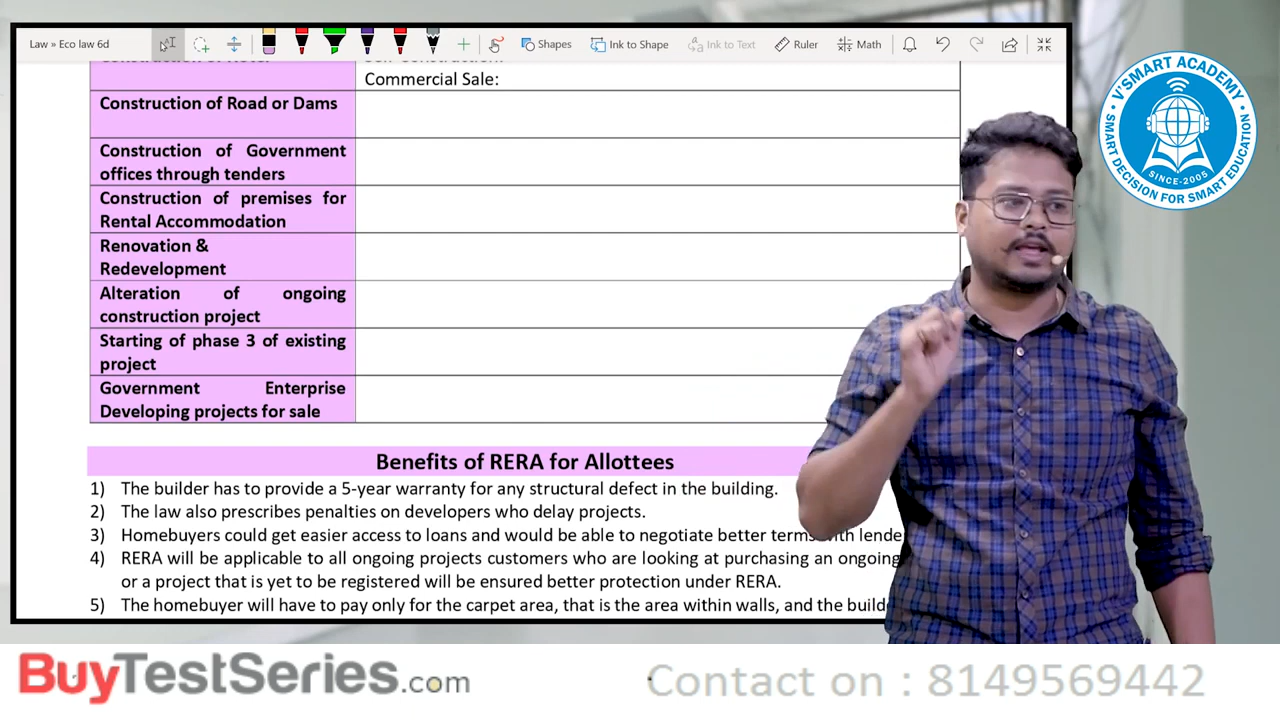 Law » Eco law 6d
Shapes
Ink to Shape
Ink to Text
Ruler
Math
Commercial Sale:
Construction of Road or Dams
Construction of Government
offices through tenders
Construction of premises for
Rental Accommodation
Renovation &
Redevelopment
Alteration of ongoing
construction project
Starting of phase 3 of existing
project
Government Enterprise
Developing projects for sale
Benefits of RERA for Allottees
1) The builder has to provide a 5-year warranty for any structural defect in the building.
2) The law also prescribes penalties on developers who delay projects.
3) Homebuyers could get easier access to loans and would be able to negotiate better terms with lende
4) RERA will be applicable to all ongoing projects customers who are looking at purchasing an ongoing
or a project that is yet to be registered will be ensured better protection under RERA.
5) The homebuyer will have to pay only for the carpet area, that is the area within walls, and the build
V'SMART ACADEMY
SMART DECISION FOR SMART EDUCATION
SINCE-2005
BuyTestSeries.com
Contact on : 8149569442